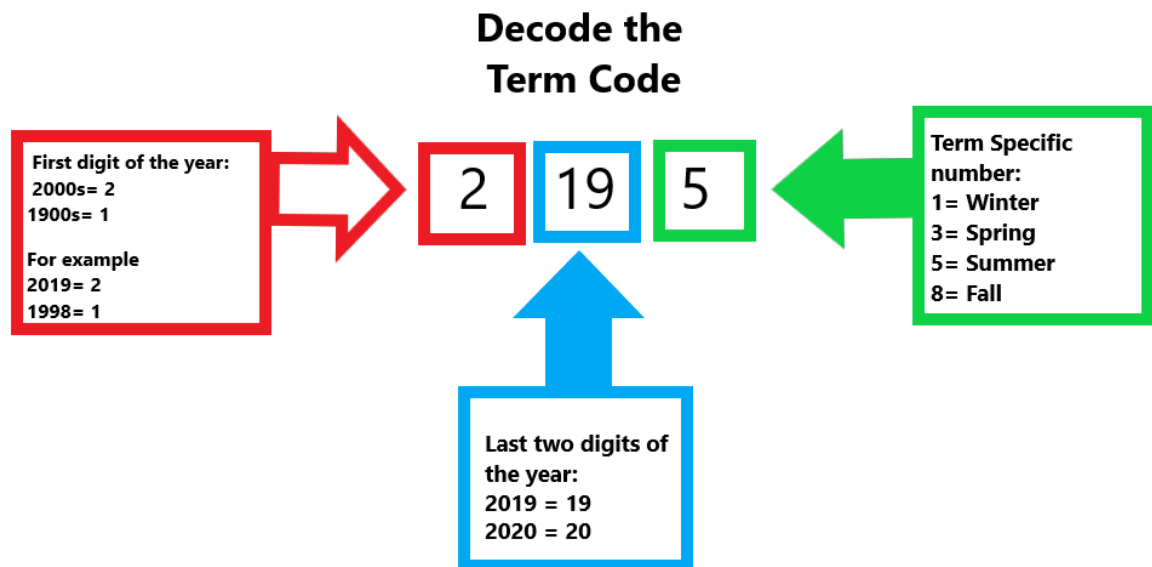 Decode the
Term Code
First digit of the year:
2000s= 2
1900s= 1
For example
2019= 2
1998= 1
2
19
5
Term Specific
number:
1= Winter
3= Spring
5= Summer
8= Fall
Last two digits of
the year:
2019 = 19
2020 = 20